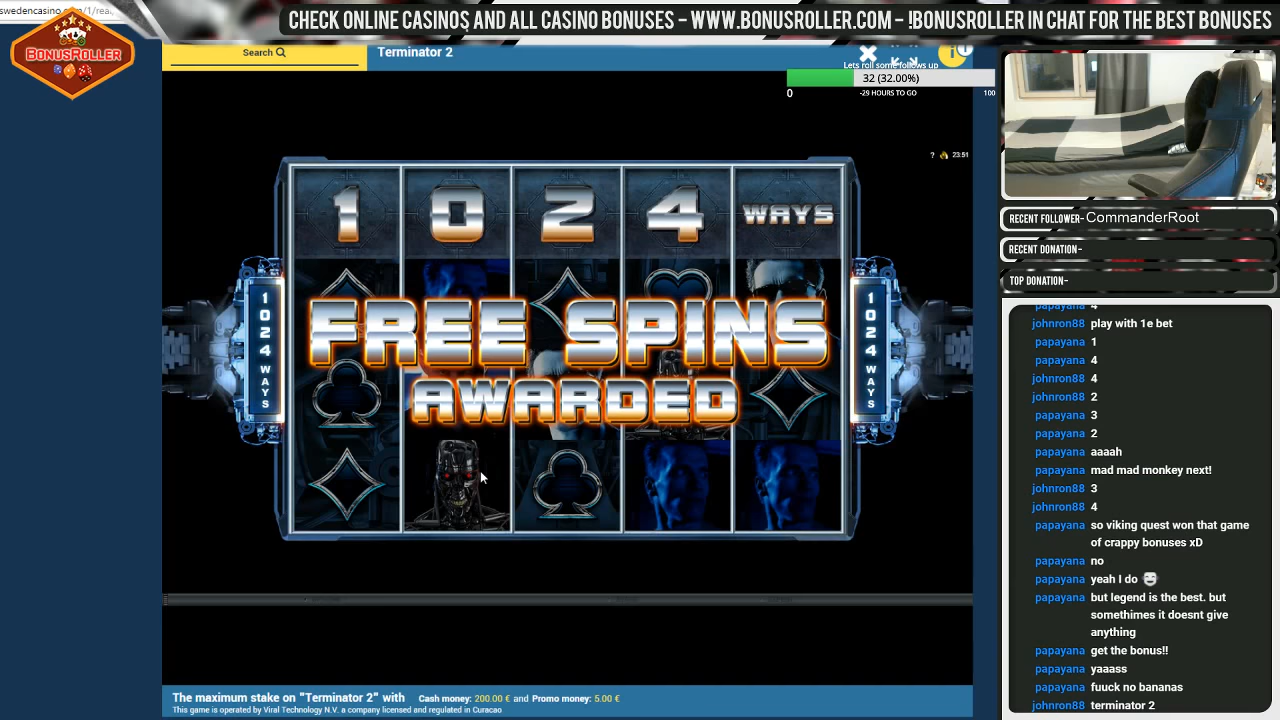 swedencasino.com/1/real
BONUSROLLER
CHECK ONLINE CASINOS AND ALL CASINO BONUSES - WWW.BONUSROLLER.COM - !BONUSROLLER IN CHAT FOR THE BEST BONUSES
Search
Terminator 2
Lets roll some follows up
32 (32.00%)
0
-29 HOURS TO GO
100
? 23:51
1 0 2 4 WAYS
1024 WAYS
1024 WAYS
FREE SPINS
AWARDED
The maximum stake on "Terminator 2" with Cash money: 200.00 € and Promo money: 5.00 €
This game is operated by Viral Technology N.V. a company licensed and regulated in Curacao
RECENT FOLLOWER- CommanderRoot
RECENT DONATION-
TOP DONATION-
papayana 4
johnron88 play with 1e bet
papayana 1
papayana 4
johnron88 4
johnron88 2
papayana 3
papayana 2
papayana aaaah
papayana mad mad monkey next!
johnron88 3
johnron88 4
papayana so viking quest won that game
of crappy bonuses xD
papayana no
papayana yeah I do
papayana but legend is the best. but
somethimes it doesnt give
anything
papayana get the bonus!!
papayana yaaass
papayana fuuck no bananas
johnron88 terminator 2